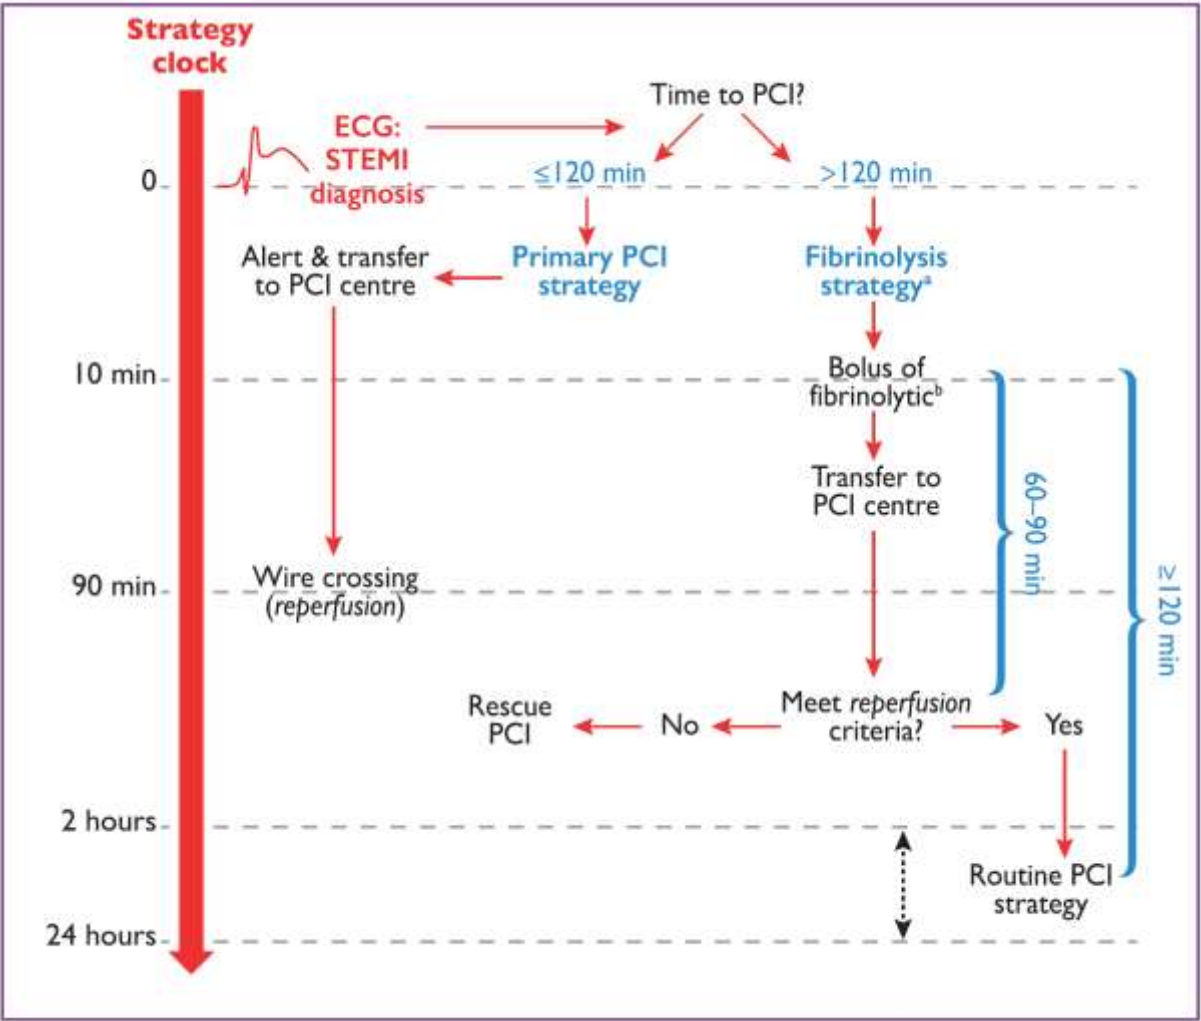 Strategy
clock
Time to PCI?
ECG:
STEMI
diagnosis
0
≤120 min
>120 min
Alert & transfer
to PCI centre
Primary PCI
strategy
Fibrinolysis
strategyᵃ
10 min
Bolus of
fibrinolyticᵇ
Transfer to
PCI centre
60–90 min
≥120 min
90 min
Wire crossing
(reperfusion)
Rescue
PCI
No
Meet reperfusion
criteria?
Yes
2 hours
Routine PCI
strategy
24 hours